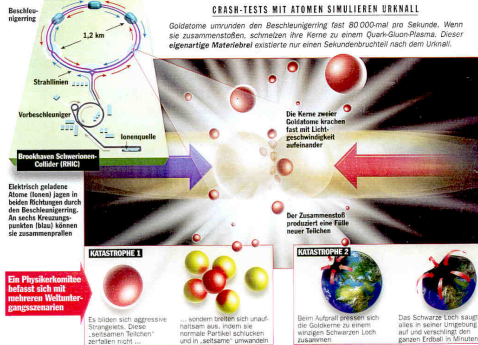 CRASH-TESTS MIT ATOMEN SIMULIEREN URKNALL
Goldatome umrunden den Beschleunigerring fast 80 000-mal pro Sekunde. Wenn
sie zusammenstoßen, schmelzen ihre Kerne zu einem Quark-Gluon-Plasma. Dieser
eigenartige Materiebrei existierte nur einen Sekundenbruchteil nach dem Urknall.
Beschleu-
nigerring
1,2 km
Strahllinien
Vorbeschleuniger
Ionenquelle
Brookhaven Schwerionen-
Collider (RHIC)
Elektrisch geladene
Atome (Ionen) jagen in
beiden Richtungen durch
den Beschleunigerring.
An sechs Kreuzungs-
punkten (blau) können
sie zusammenprallen
Die Kerne zweier
Goldatome krachen
fast mit Licht-
geschwindigkeit
aufeinander
Der Zusammenstoß
produziert eine Fülle
neuer Teilchen
Ein Physikerkomitee
befasst sich mit
mehreren Weltunter-
gangsszenarien
KATASTROPHE 1
Es bilden sich aggressive
Strangelets. Diese
„seltsamen Teilchen“
zerfallen nicht ...
... sondern breiten sich unauf-
haltsam aus, indem sie
normale Partikel schlucken
und in „seltsame“ umwandeln
KATASTROPHE 2
Beim Aufprall pressen sich
die Goldkerne zu einem
winzigen Schwarzen Loch
zusammen
Das Schwarze Loch saugt
alles in seiner Umgebung
auf und verschlingt den
ganzen Erdball in Minuten